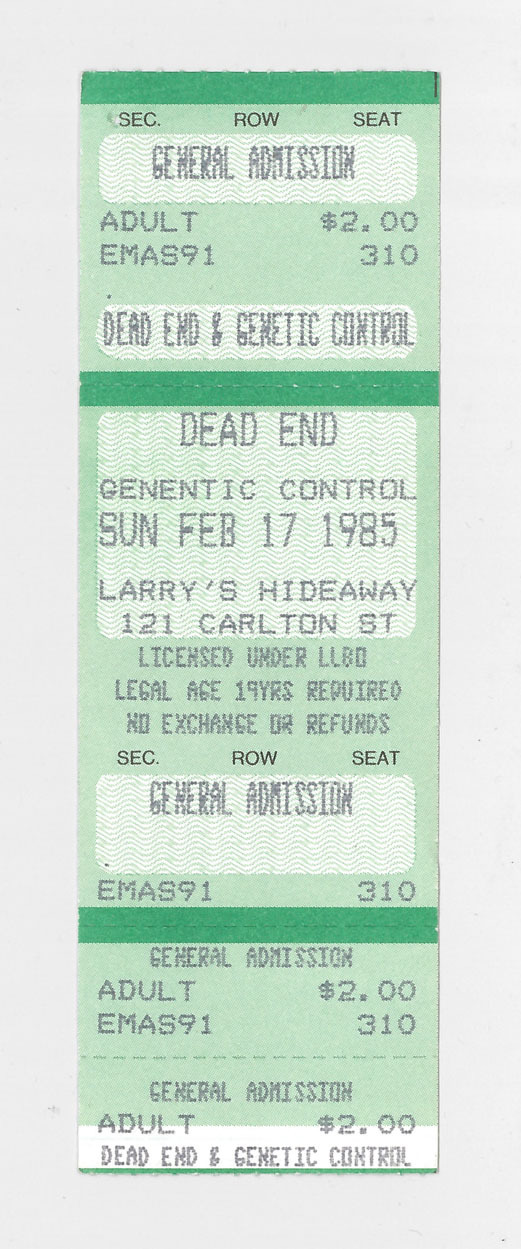 SEC. ROW SEAT
GENERAL ADMISSION
ADULT $2.00
EMAS91 310
DEAD END & GENETIC CONTROL
DEAD END
GENENTIC CONTROL
SUN FEB 17 1985
LARRY'S HIDEAWAY
121 CARLTON ST
LICENSED UNDER LLBO
LEGAL AGE 19YRS REQUIRED
NO EXCHANGE OR REFUNDS
SEC. ROW SEAT
GENERAL ADMISSION
EMAS91 310
GENERAL ADMISSION
ADULT $2.00
EMAS91 310
GENERAL ADMISSION
ADULT $2.00
DEAD END & GENETIC CONTROL